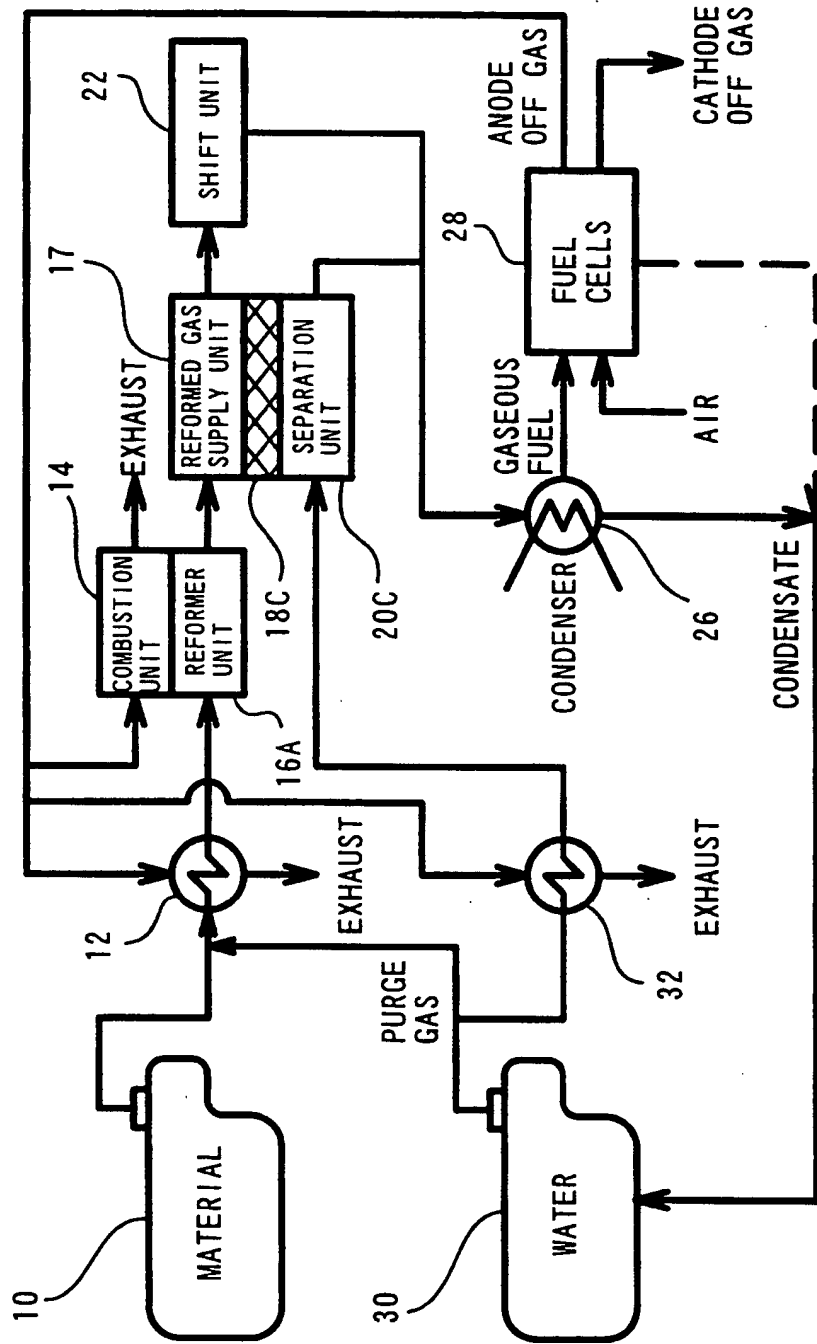 10
MATERIAL
12
EXHAUST
16A
COMBUSTION
UNIT
REFORMER
UNIT
14
EXHAUST
17
REFORMED GAS
SUPPLY UNIT
18C
SEPARATION
UNIT
20C
22
SHIFT UNIT
30
WATER
PURGE
GAS
32
EXHAUST
CONDENSER
26
CONDENSATE
GASEOUS
FUEL
AIR
28
FUEL
CELLS
ANODE
OFF GAS
CATHODE
OFF GAS